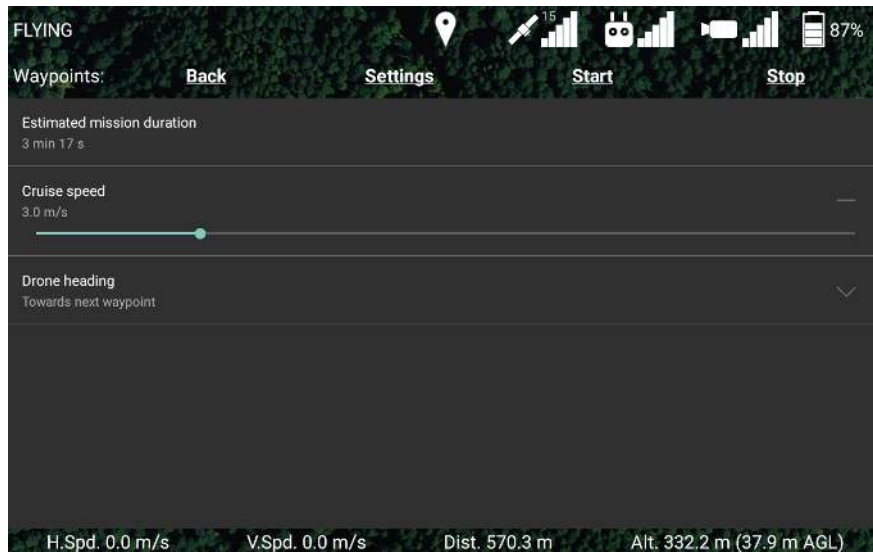 FLYING
15
87%
Waypoints: Back Settings Start Stop
Estimated mission duration
3 min 17 s
Cruise speed
3.0 m/s
Drone heading
Towards next waypoint
H.Spd. 0.0 m/s V.Spd. 0.0 m/s Dist. 570.3 m Alt. 332.2 m (37.9 m AGL)